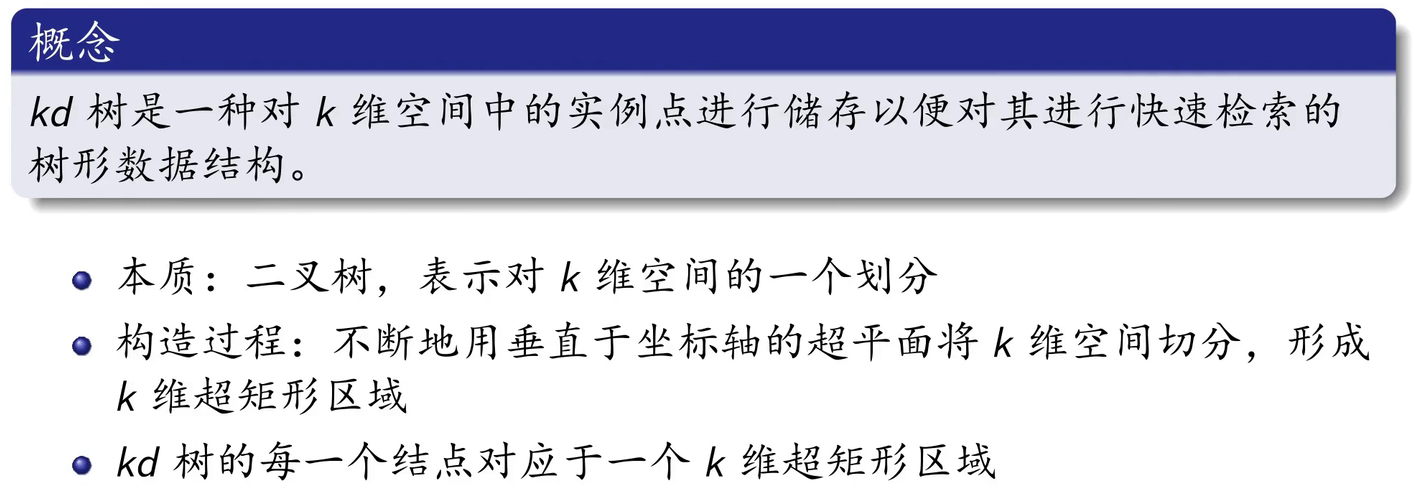 概念
kd 树是一种对 k 维空间中的实例点进行储存以便对其进行快速检索的
树形数据结构。
本质：二叉树，表示对 k 维空间的一个划分
构造过程：不断地用垂直于坐标轴的超平面将 k 维空间切分，形成
k 维超矩形区域
kd 树的每一个结点对应于一个 k 维超矩形区域